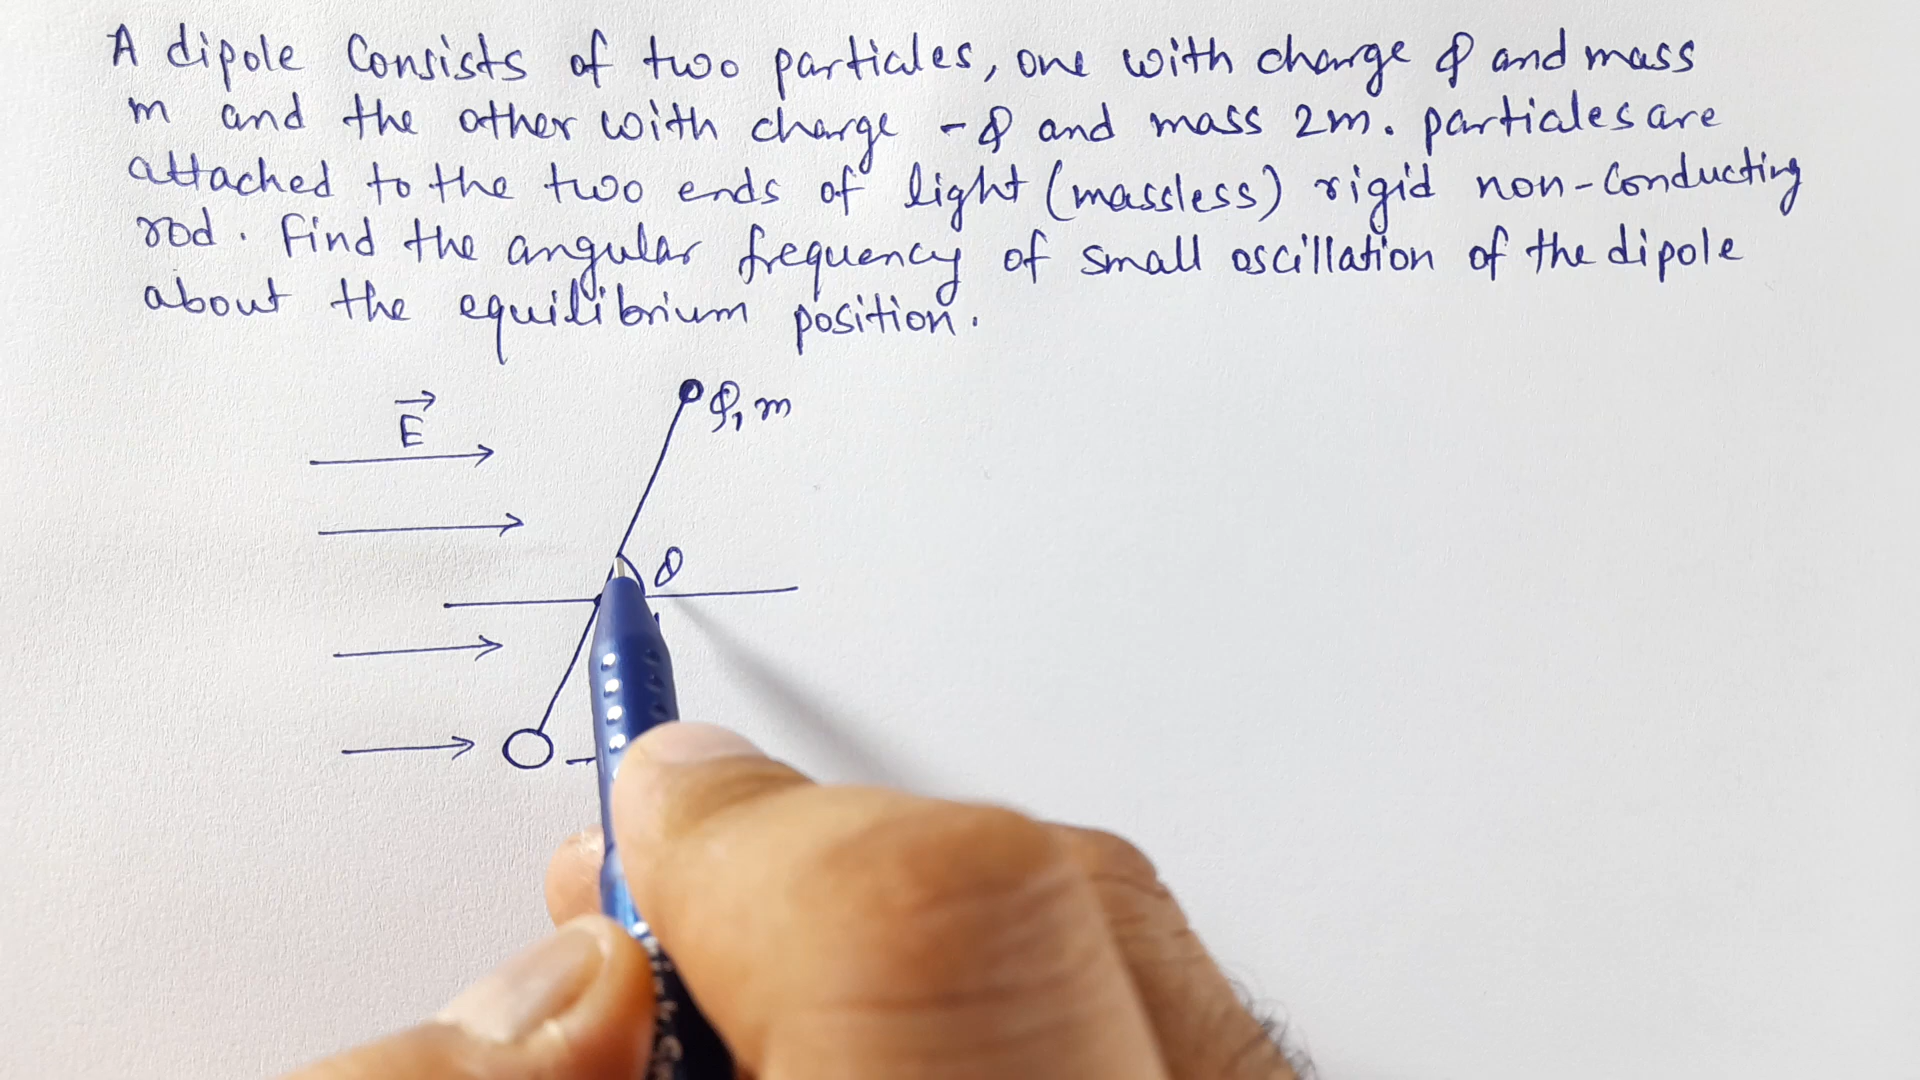 A dipole Consists of two particles, one with charge Q and mass
m and the other with charge -Q and mass 2m. particles are
attached to the two ends of light (massless) rigid non-Conducting
rod. find the angular frequency of small oscillation of the dipole
about the equilibrium position.
E
Q, m
θ
-